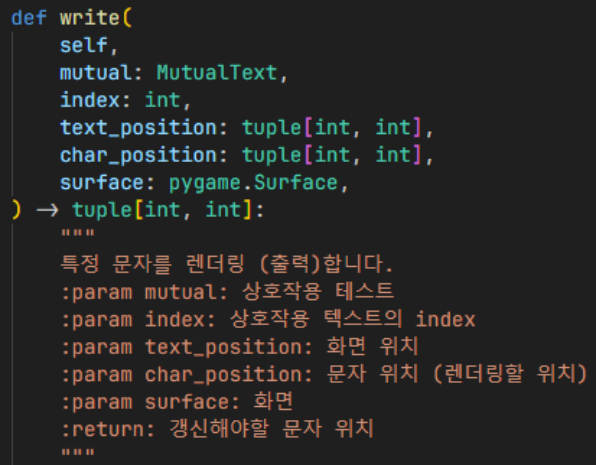 def write(
    self,
    mutual: MutualText,
    index: int,
    text_position: tuple[int, int],
    char_position: tuple[int, int],
    surface: pygame.Surface,
) -> tuple[int, int]:
    """
    특정 문자를 렌더링 (출력)합니다.
    :param mutual: 상호작용 테스트
    :param index: 상호작용 텍스트의 index
    :param text_position: 화면 위치
    :param char_position: 문자 위치 (렌더링할 위치)
    :param surface: 화면
    :return: 갱신해야할 문자 위치
    """